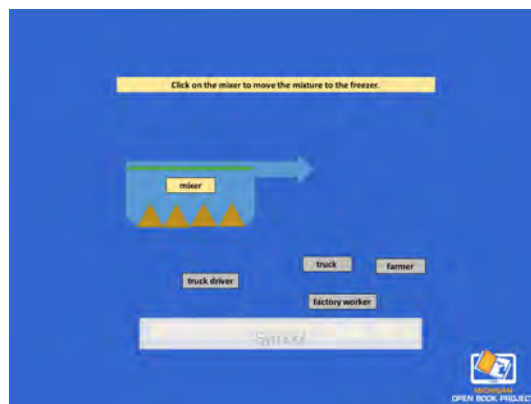 Click on the mixer to move the mixture to the freezer.
mixer
truck
farmer
truck driver
factory worker
Symbol
MICHIGAN
OPEN BOOK PROJECT